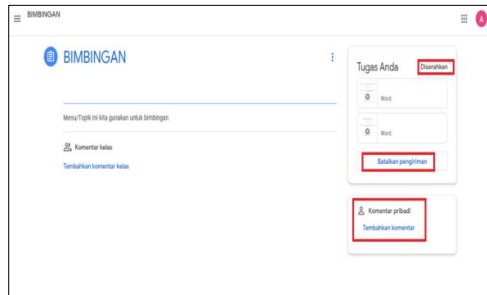 BIMBINGAN
A
BIMBINGAN
Menu/Topik ini kita gunakan untuk bimbingan
Komentar kelas
Tambahkan komentar kelas
Tugas Anda
Diserahkan
Word
Word
Batalkan pengiriman
Komentar pribadi
Tambahkan komentar